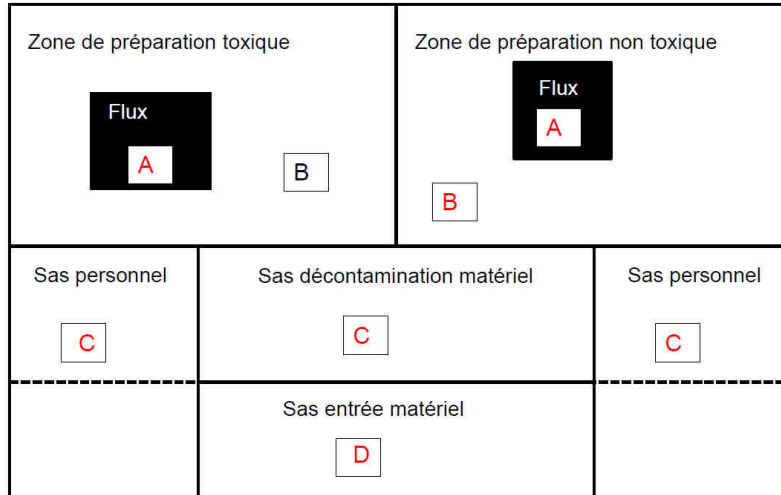 Zone de préparation toxique
Flux
A
B
Zone de préparation non toxique
Flux
A
B
Sas personnel
C
Sas décontamination matériel
C
Sas personnel
C
Sas entrée matériel
D